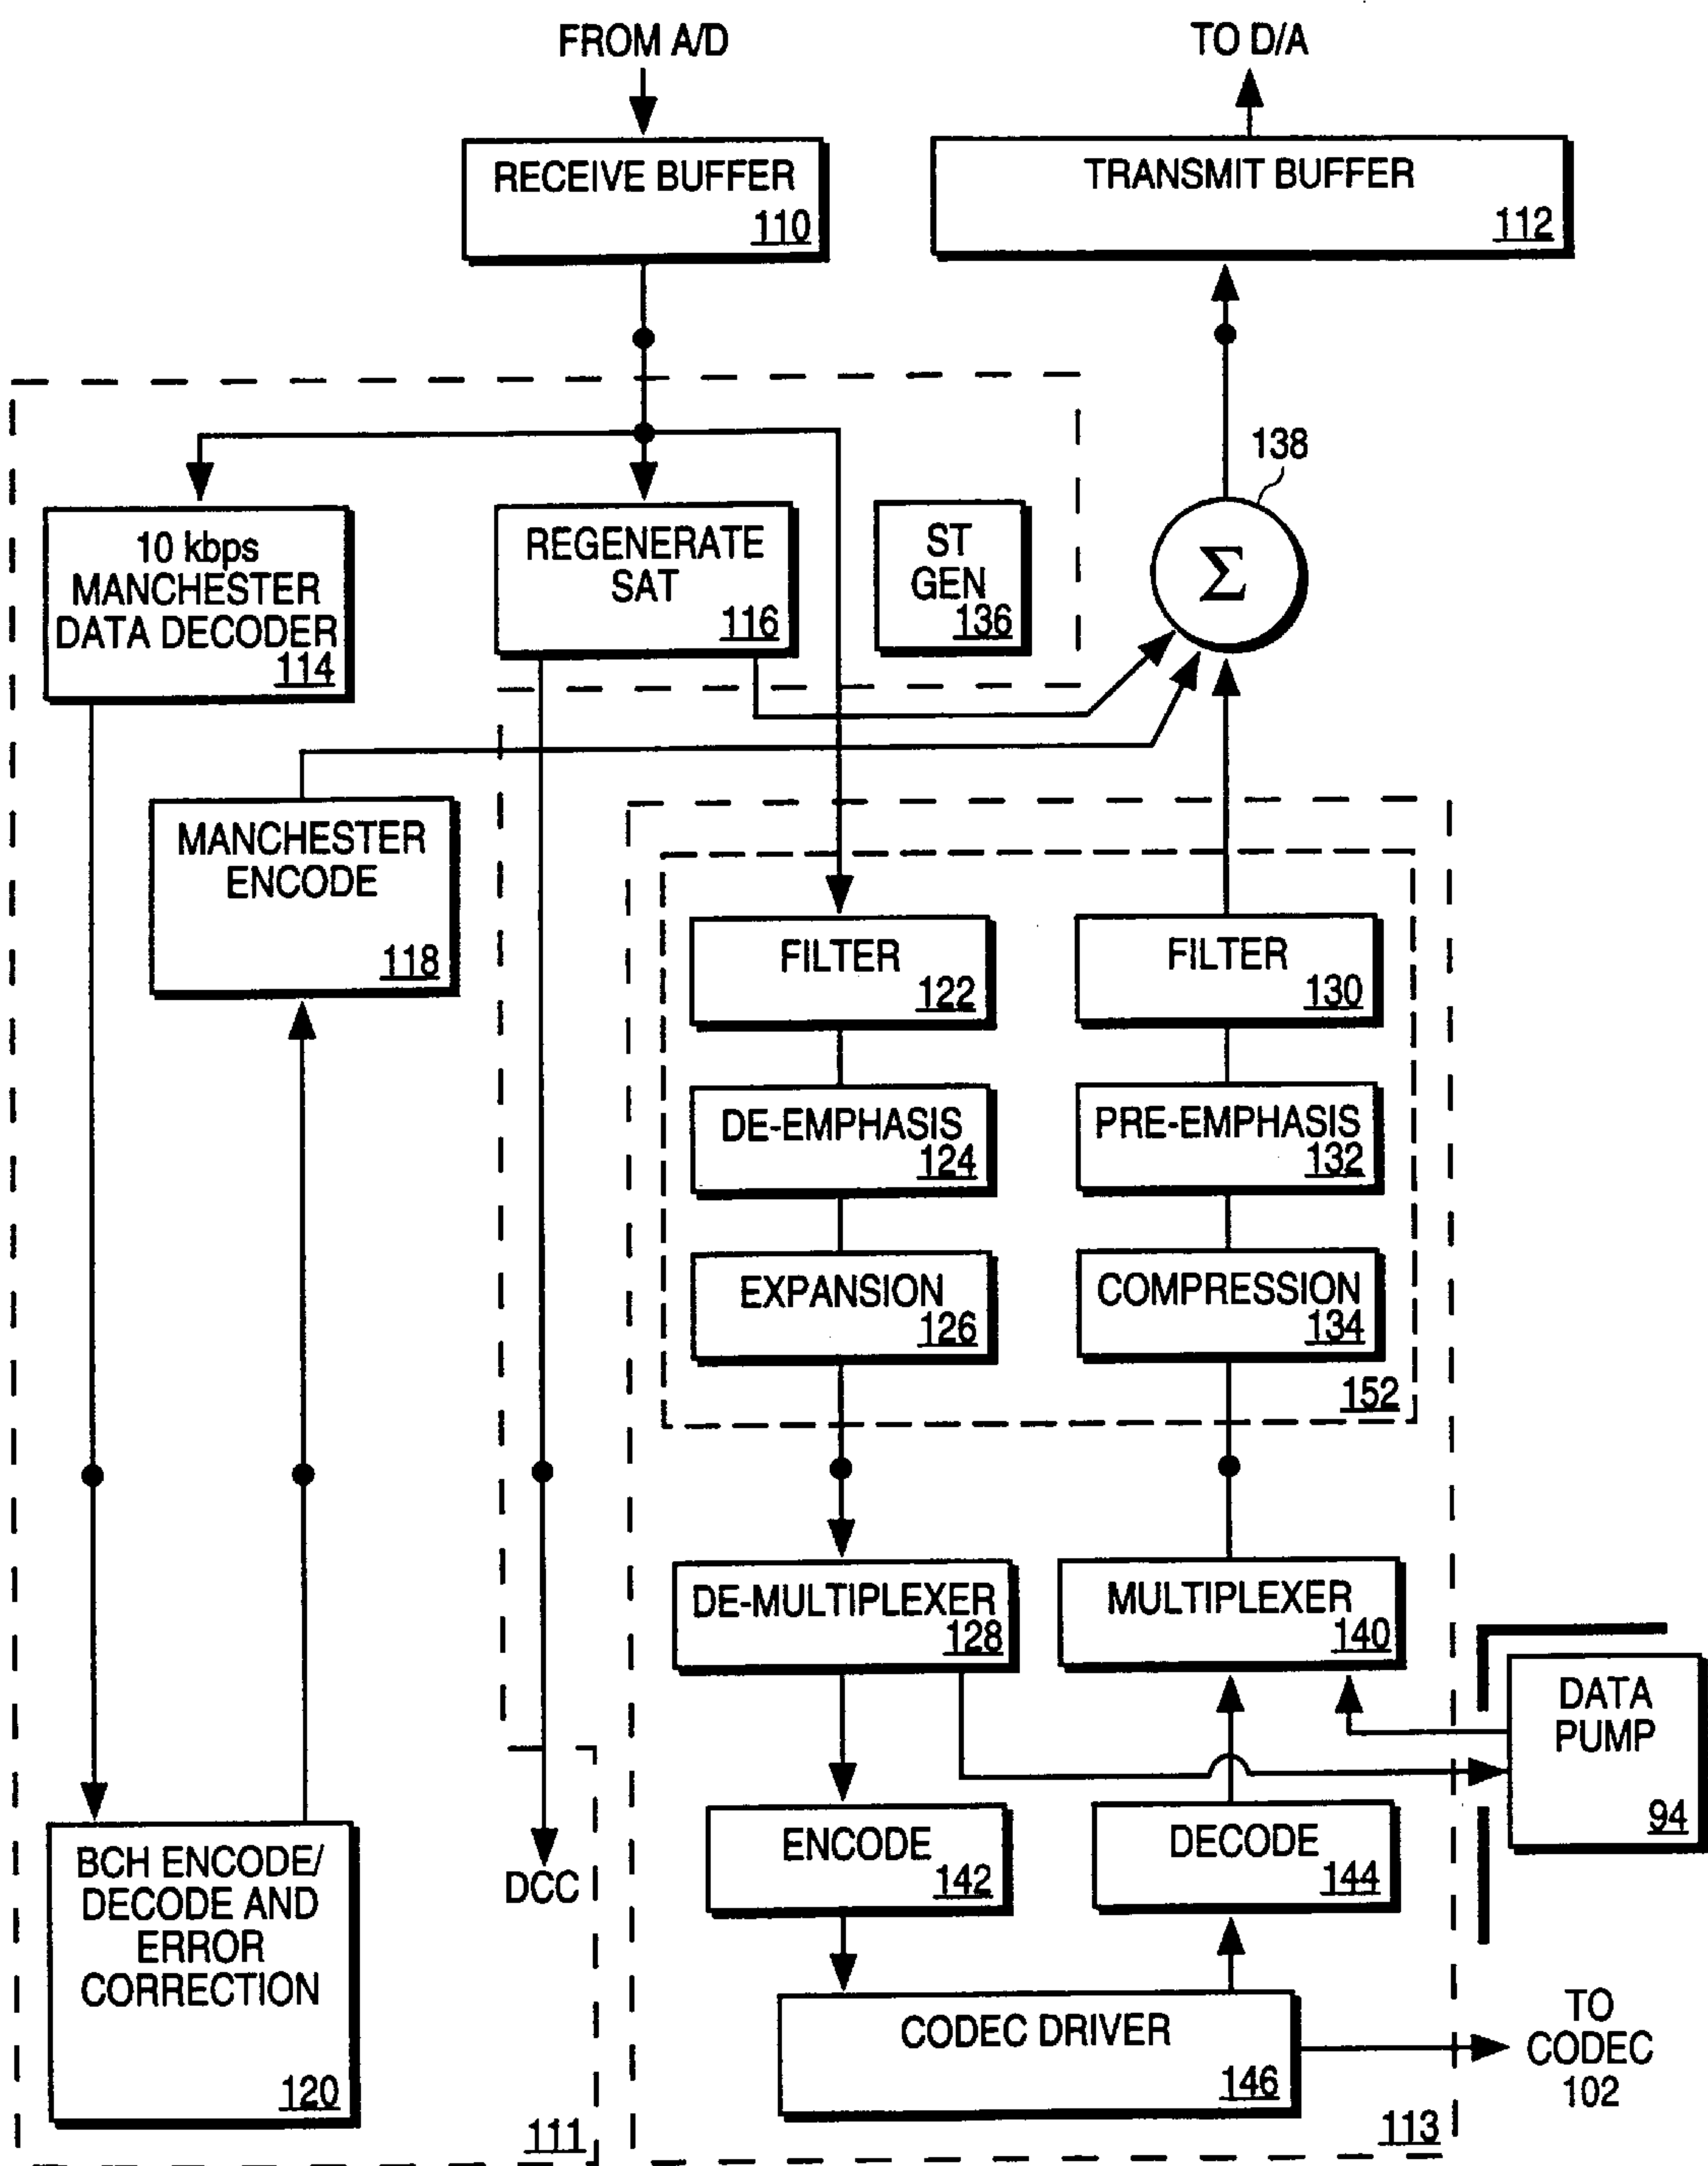 FROM A/D
TO D/A
RECEIVE BUFFER
110
TRANSMIT BUFFER
112
138
10 kbps
MANCHESTER
DATA DECODER
114
REGENERATE
SAT
116
ST
GEN
136
Σ
MANCHESTER
ENCODE
118
FILTER
122
FILTER
130
DE-EMPHASIS
124
PRE-EMPHASIS
132
EXPANSION
126
COMPRESSION
134
152
DE-MULTIPLEXER
128
MULTIPLEXER
140
DATA
PUMP
94
ENCODE
142
DECODE
144
BCH ENCODE/
DECODE AND
ERROR
CORRECTION
120
DCC
CODEC DRIVER
146
TO
CODEC
102
111
113